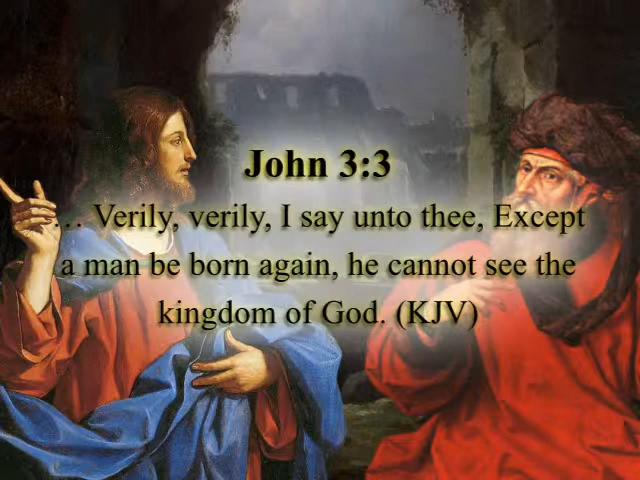 John 3:3
… Verily, verily, I say unto thee, Except
a man be born again, he cannot see the
kingdom of God. (KJV)